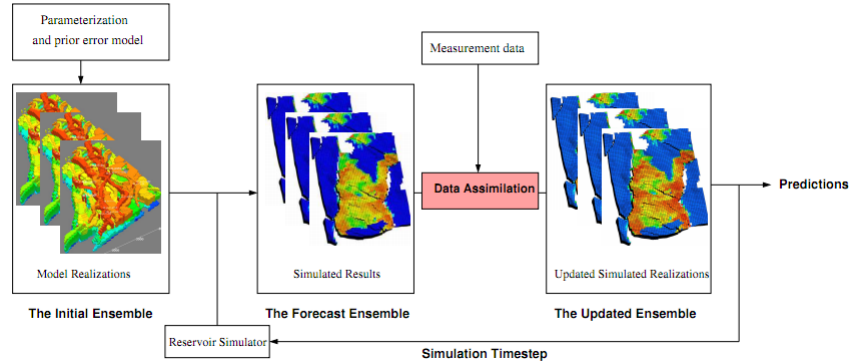 Parameterization
and prior error model
Measurement data
Data Assimilation
Predictions
Model Realizations
Simulated Results
Updated Simulated Realizations
The Initial Ensemble
The Forecast Ensemble
The Updated Ensemble
Reservoir Simulator
Simulation Timestep